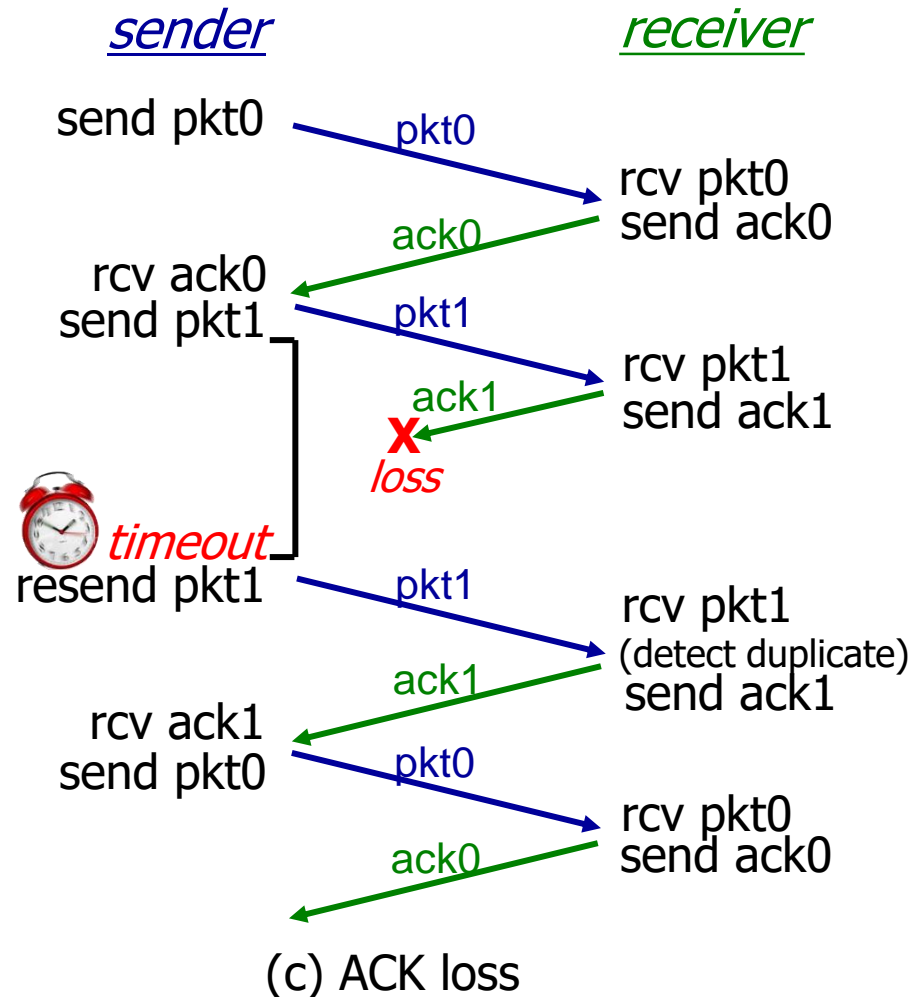 sender
receiver
send pkt0
pkt0
rcv pkt0
send ack0
ack0
rcv ack0
send pkt1
pkt1
rcv pkt1
send ack1
ack1
X
loss
timeout
resend pkt1
pkt1
rcv pkt1
(detect duplicate)
send ack1
ack1
rcv ack1
send pkt0
pkt0
rcv pkt0
send ack0
ack0
(c) ACK loss